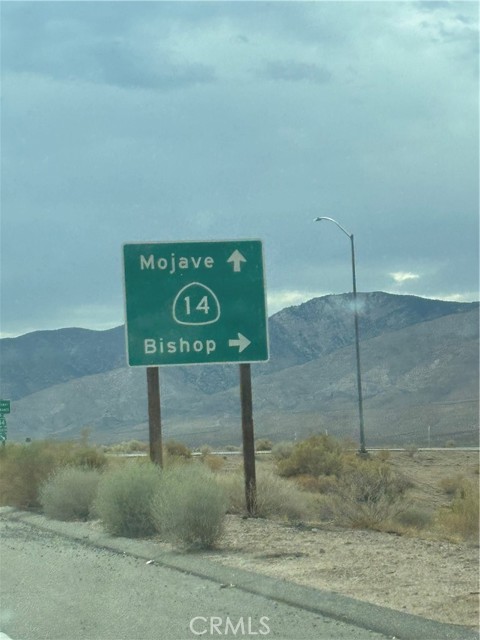 Mojave ↑
14
Bishop →
CRMLS